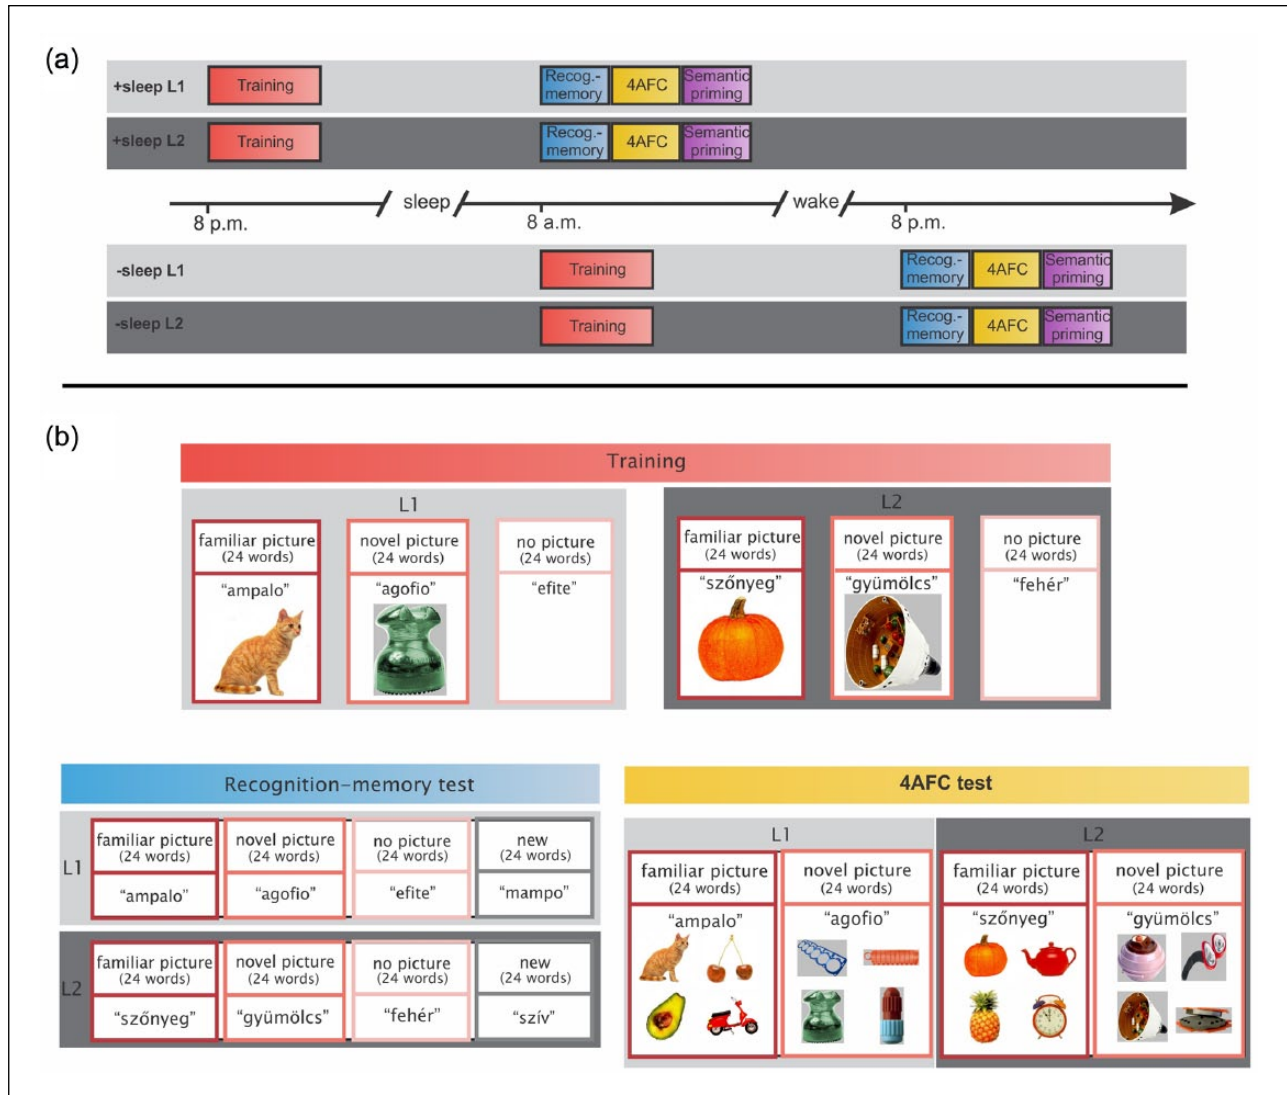 (a)
+sleep L1
Training
Recog.-
memory
4AFC
Semantic
priming
+sleep L2
Training
Recog.-
memory
4AFC
Semantic
priming
sleep
wake
8 p.m.
8 a.m.
8 p.m.
-sleep L1
Training
Recog.-
memory
4AFC
Semantic
priming
-sleep L2
Training
Recog.-
memory
4AFC
Semantic
priming
(b)
Training
L1
familiar picture
(24 words)
"ampalo"
novel picture
(24 words)
"agofio"
no picture
(24 words)
"efite"
L2
familiar picture
(24 words)
"szőnyeg"
novel picture
(24 words)
"gyümölcs"
no picture
(24 words)
"fehér"
Recognition-memory test
L1
familiar picture
(24 words)
"ampalo"
novel picture
(24 words)
"agofio"
no picture
(24 words)
"efite"
new
(24 words)
"mampo"
L2
familiar picture
(24 words)
"szőnyeg"
novel picture
(24 words)
"gyümölcs"
no picture
(24 words)
"fehér"
new
(24 words)
"szív"
4AFC test
L1
familiar picture
(24 words)
"ampalo"
novel picture
(24 words)
"agofio"
L2
familiar picture
(24 words)
"szőnyeg"
novel picture
(24 words)
"gyümölcs"